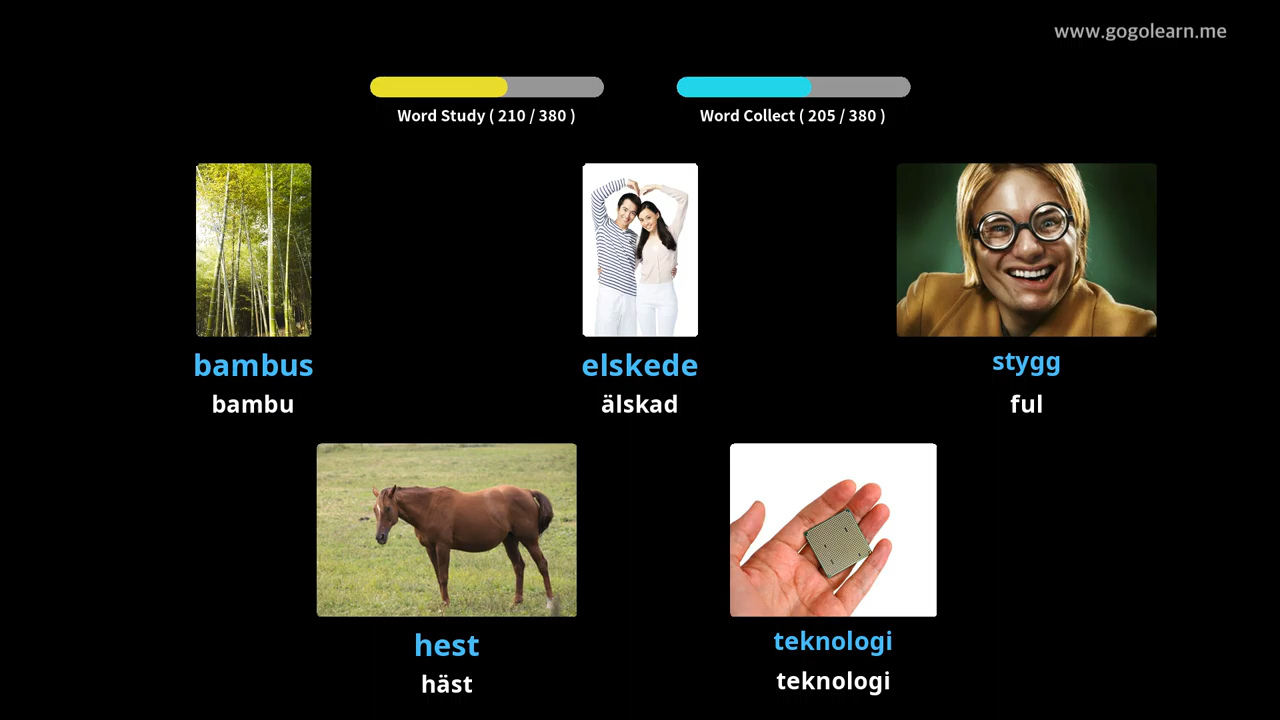 www.gogolearn.me
Word Study ( 210 / 380 )
Word Collect ( 205 / 380 )
bambus
bambu
elskede
älskad
stygg
ful
hest
häst
teknologi
teknologi